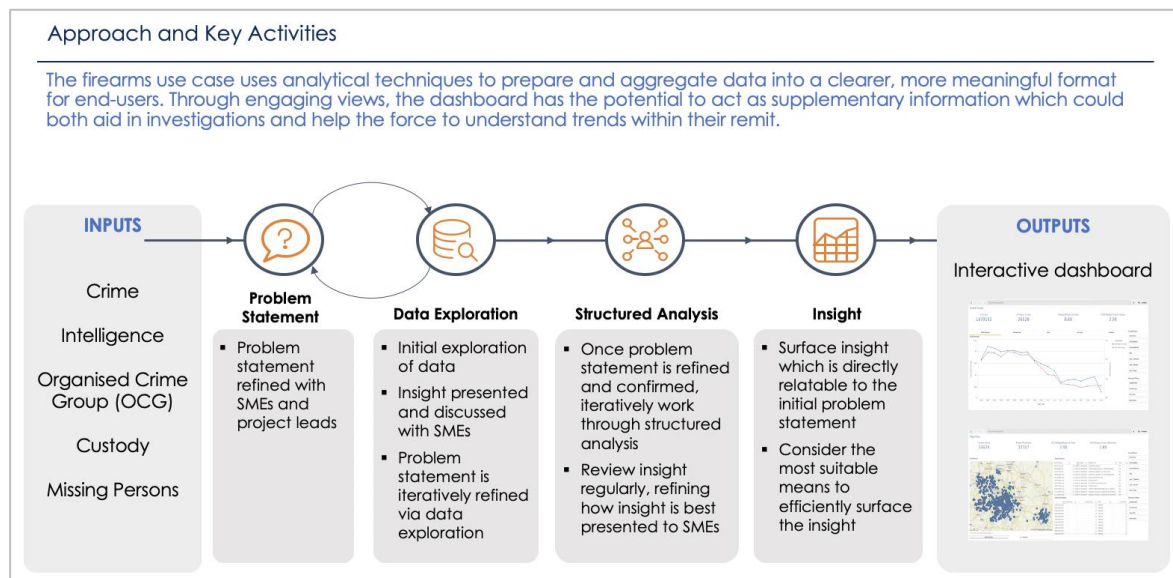 Approach and Key Activities
The firearms use case uses analytical techniques to prepare and aggregate data into a clearer, more meaningful format
for end-users. Through engaging views, the dashboard has the potential to act as supplementary information which could
both aid in investigations and help the force to understand trends within their remit.
INPUTS
Crime
Intelligence
Organised Crime
Group (OCG)
Custody
Missing Persons
?
Problem
Statement
▪ Problem
statement
refined with
SMEs and
project leads
Data Exploration
▪ Initial exploration
of data
▪ Insight presented
and discussed
with SMEs
▪ Problem
statement is
iteratively refined
via data
exploration
Structured Analysis
▪ Once problem
statement is refined
and confirmed,
iteratively work
through structured
analysis
▪ Review insight
regularly, refining
how insight is best
presented to SMEs
Insight
▪ Surface insight
which is directly
relatable to the
initial problem
statement
▪ Consider the
most suitable
means to
efficiently surface
the insight
OUTPUTS
Interactive dashboard